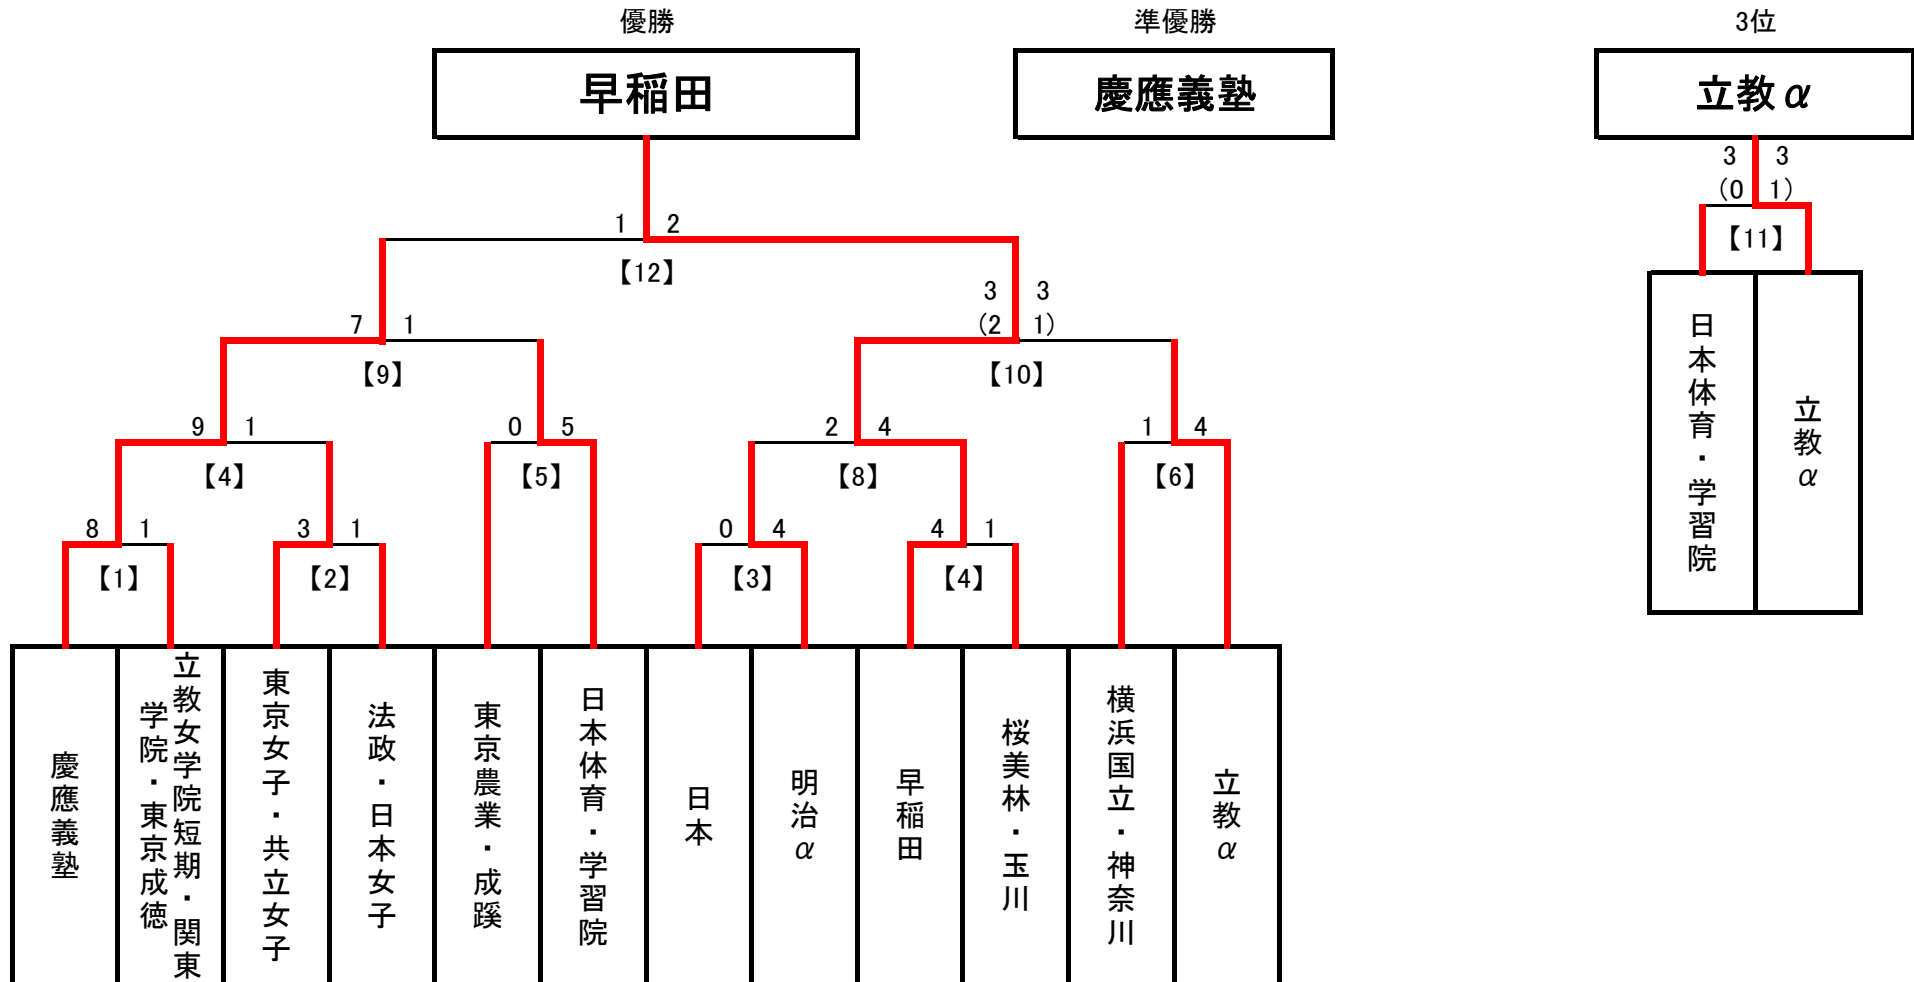 優勝
準優勝
3位
早稲田
慶應義塾
立教α
3 3
(0 1)
【11】
1 2
【12】
3 3
(2 1)
7 1
【9】
【10】
9 1
0 5
2 4
1 4
【4】
【5】
【8】
【6】
8 1
3 1
0 4
4 1
【1】
【2】
【3】
【4】
日本体育・学習院
立教α
慶應義塾
立教女学院短期・関東
学院・東京成徳
東京女子・共立女子
法政・日本女子
東京農業・成蹊
日本体育・学習院
日本
明治α
早稲田
桜美林・玉川
横浜国立・神奈川
立教α